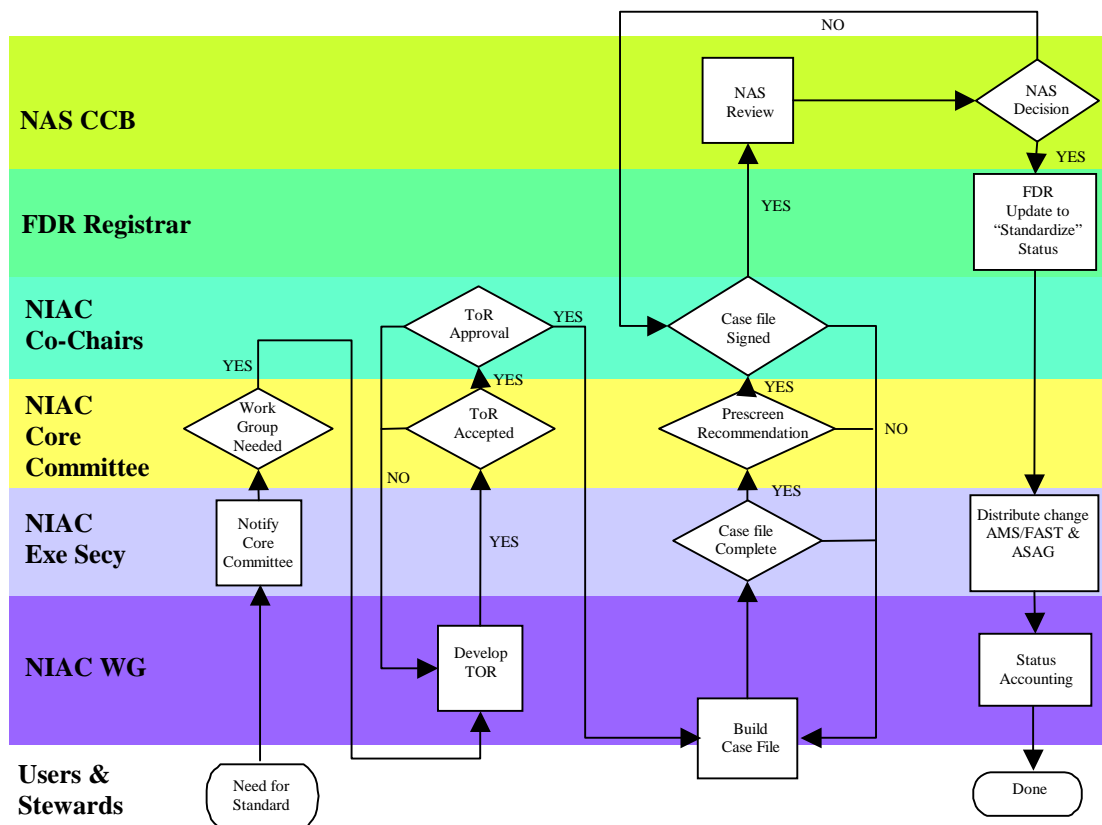 NO
NAS CCB
NAS
Review
NAS
Decision
YES
FDR Registrar
YES
FDR
Update to
“Standardize”
Status
NIAC
Co-Chairs
ToR
Approval
YES
Case file
Signed
YES
YES
YES
NIAC
Core
Committee
Work
Group
Needed
ToR
Accepted
Prescreen
Recommendation
NO
NO
YES
NIAC
Exe Secy
Notify
Core
Committee
YES
Case file
Complete
Distribute change
AMS/FAST &
ASAG
NIAC WG
Develop
TOR
Status
Accounting
Build
Case File
Users &
Stewards
Need for
Standard
Done